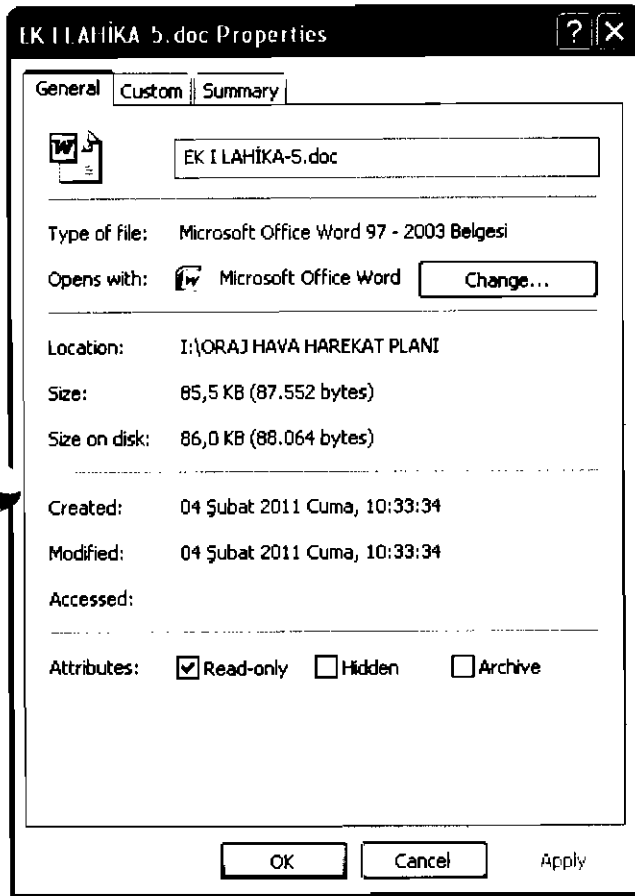 EK I LAHİKA 5.doc Properties
General Custom Summary
EK I LAHİKA-5.doc
Type of file: Microsoft Office Word 97 - 2003 Belgesi
Opens with: Microsoft Office Word Change...
Location: I:\ORAJ HAVA HAREKAT PLANI
Size: 85,5 KB (87.552 bytes)
Size on disk: 86,0 KB (88.064 bytes)
Created: 04 Şubat 2011 Cuma, 10:33:34
Modified: 04 Şubat 2011 Cuma, 10:33:34
Accessed:
Attributes: Read-only Hidden Archive
OK Cancel Apply